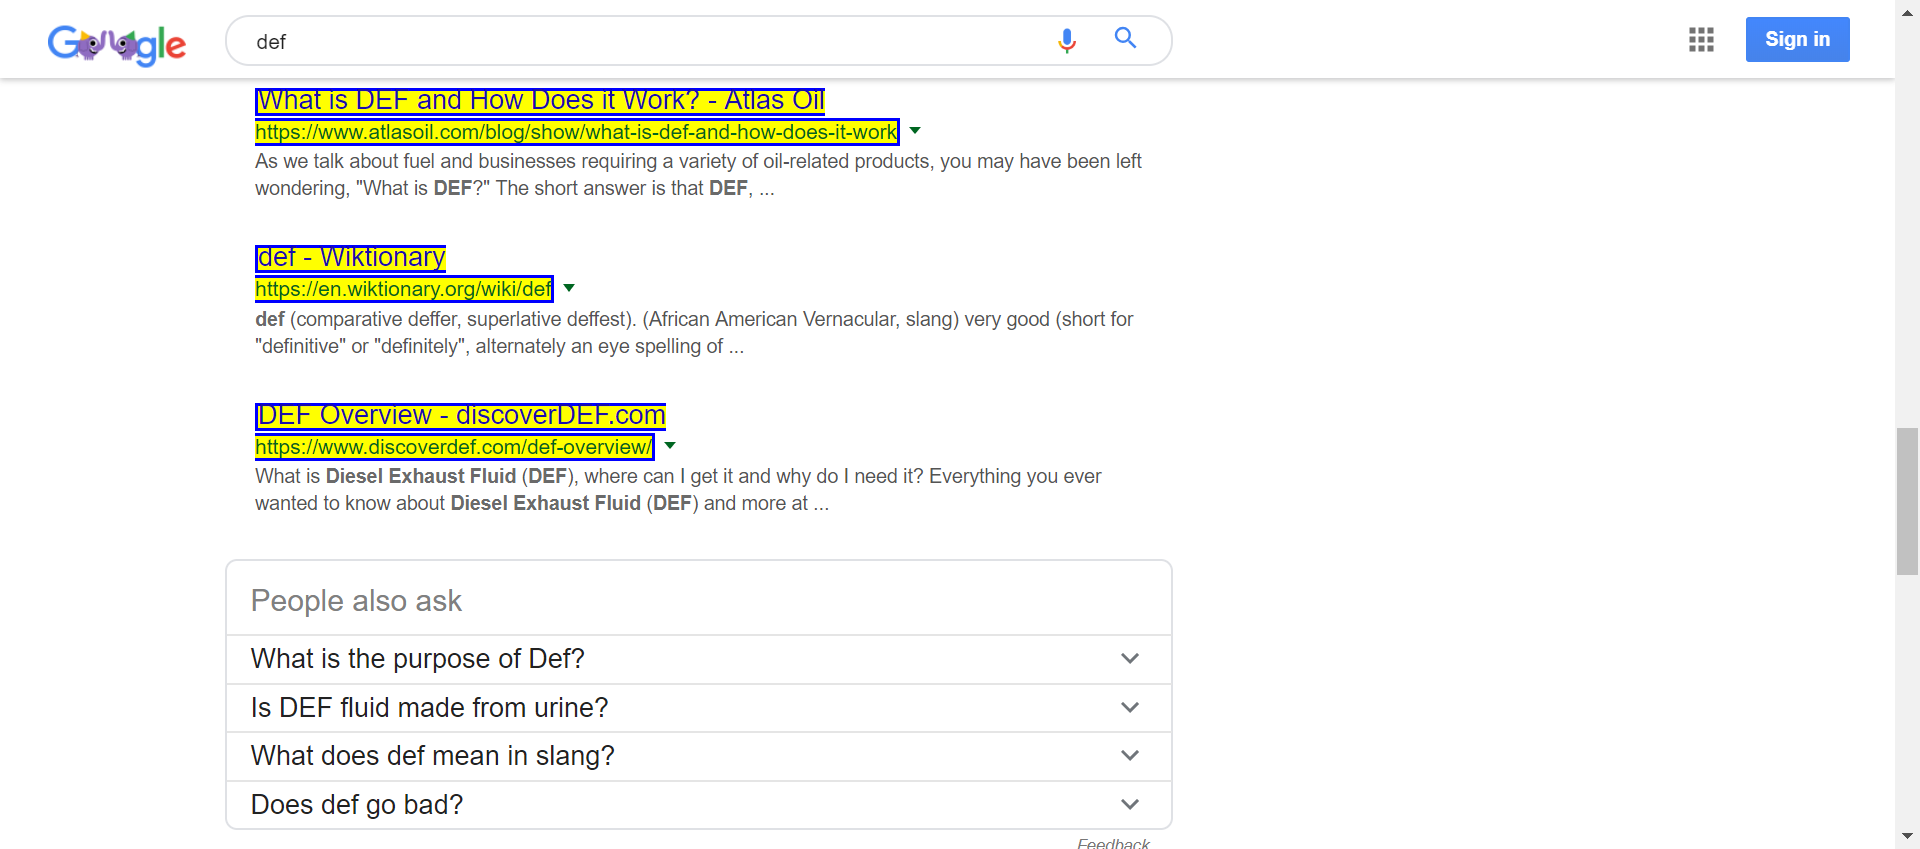 Google
def
Sign in
What is DEF and How Does it Work? - Atlas Oil
https://www.atlasoil.com/blog/show/what-is-def-and-how-does-it-work
As we talk about fuel and businesses requiring a variety of oil-related products, you may have been left
wondering, "What is DEF?" The short answer is that DEF, ...
def - Wiktionary
https://en.wiktionary.org/wiki/def
def (comparative deffer, superlative deffest). (African American Vernacular, slang) very good (short for
"definitive" or "definitely", alternately an eye spelling of ...
DEF Overview - discoverDEF.com
https://www.discoverdef.com/def-overview/
What is Diesel Exhaust Fluid (DEF), where can I get it and why do I need it? Everything you ever
wanted to know about Diesel Exhaust Fluid (DEF) and more at ...
People also ask
What is the purpose of Def?
Is DEF fluid made from urine?
What does def mean in slang?
Does def go bad?
Feedback